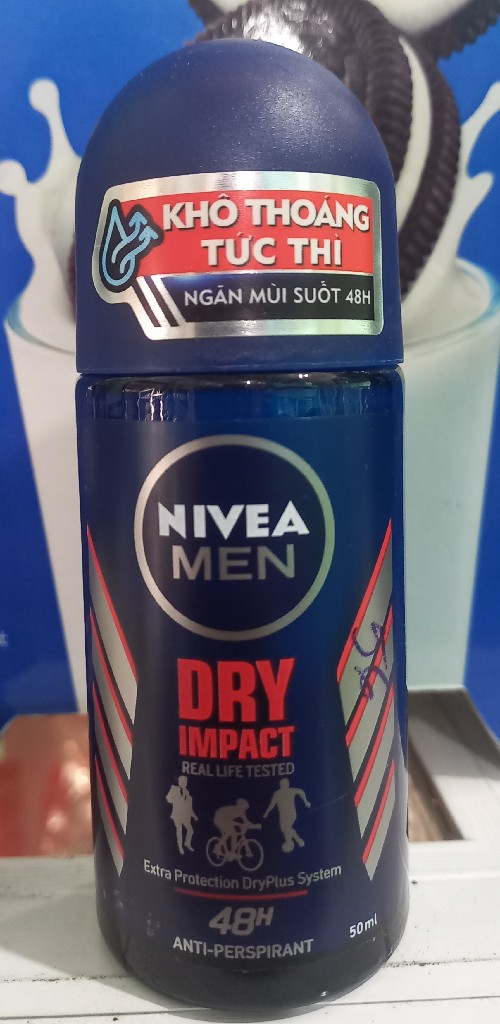 KHÔ THOÁNG
TỨC THÌ
NGĂN MÙI SUỐT 48H
NIVEA
MEN
DRY
IMPACT
REAL LIFE TESTED
Extra Protection DryPlus System
48H
50ml
ANTI-PERSPIRANT